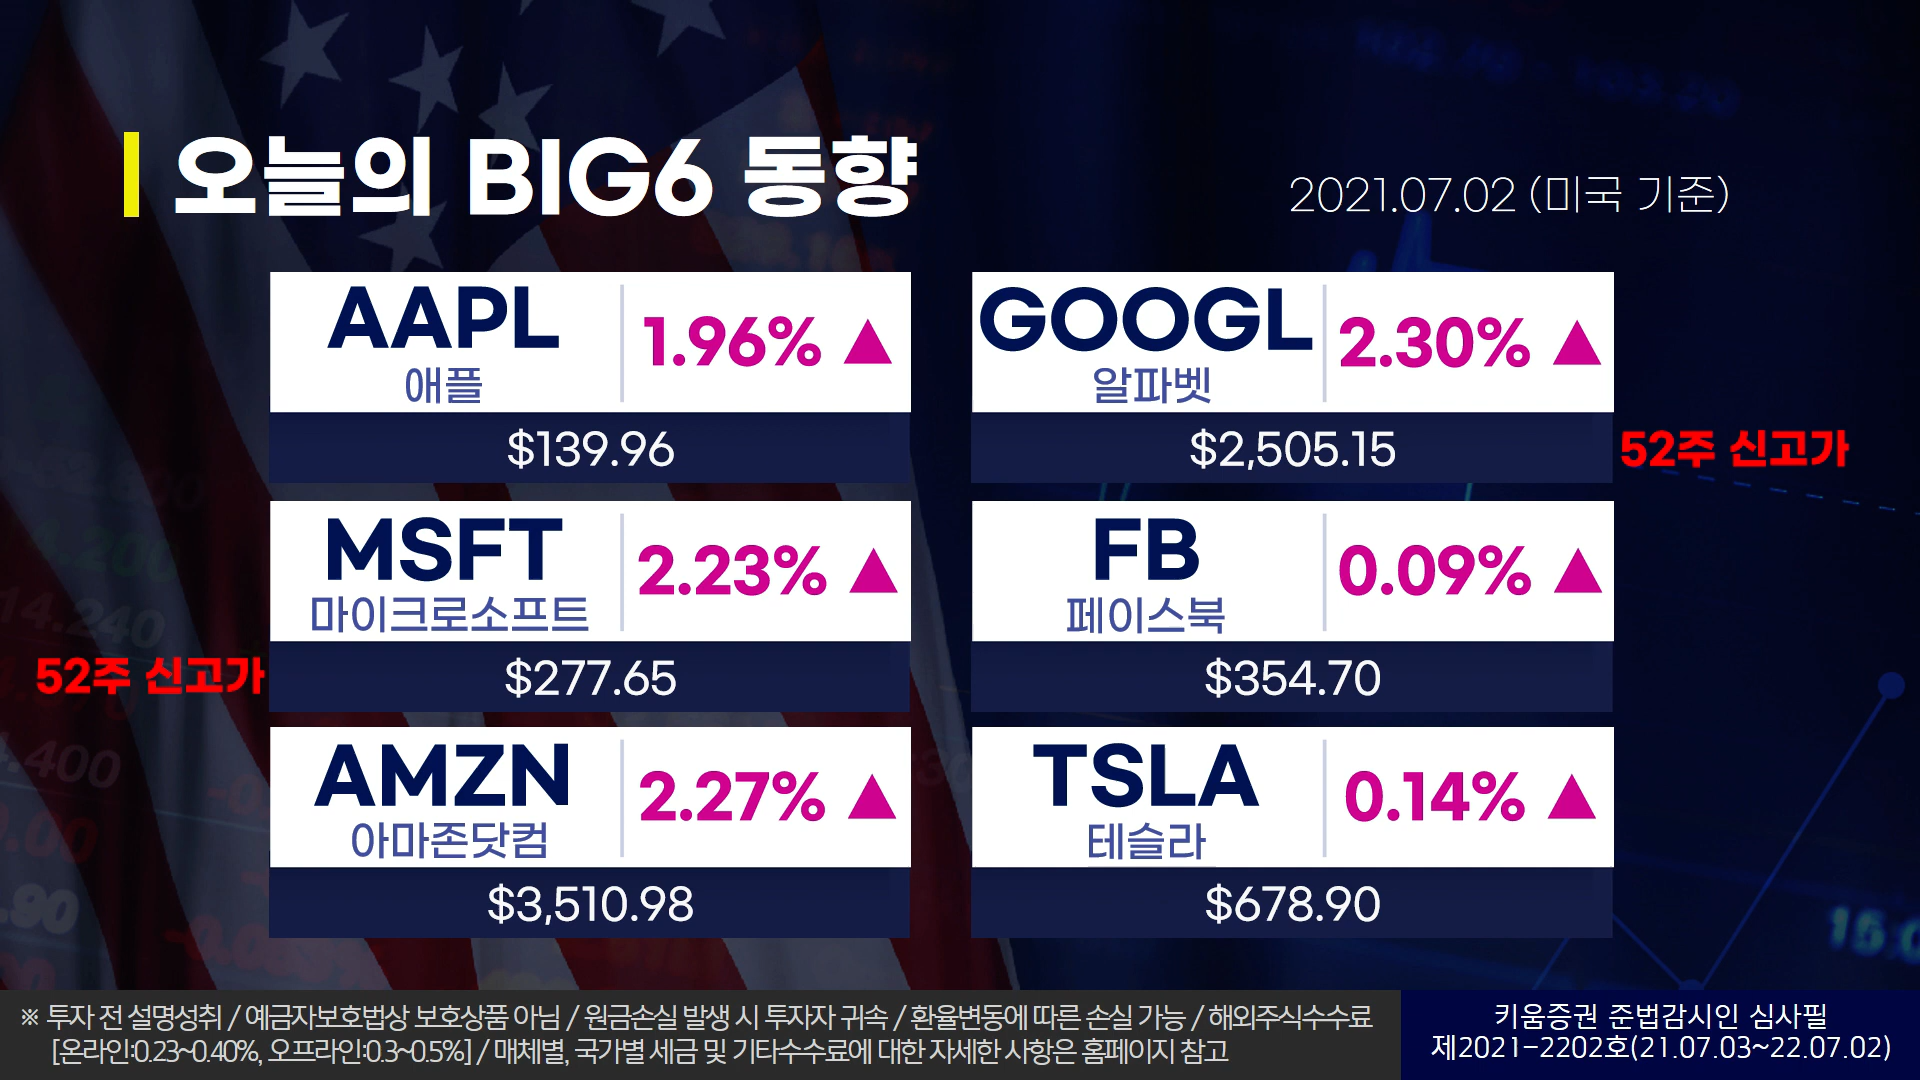 오늘의 BIG6 동향
2021.07.02 (미국 기준)
AAPL
애플
1.96% ▲
$139.96
GOOGL
알파벳
2.30% ▲
$2,505.15
52주 신고가
MSFT
마이크로소프트
2.23% ▲
$277.65
52주 신고가
FB
페이스북
0.09% ▲
$354.70
AMZN
아마존닷컴
2.27% ▲
$3,510.98
TSLA
테슬라
0.14% ▲
$678.90
※ 투자 전 설명성취 / 예금자보호법상 보호상품 아님 / 원금손실 발생 시 투자자 귀속 / 환율변동에 따른 손실 가능 / 해외주식수수료
[온라인:0.23~0.40%, 오프라인:0.3~0.5%] / 매체별, 국가별 세금 및 기타수수료에 대한 자세한 사항은 홈페이지 참고
키움증권 준법감시인 심사필
제2021-2202호(21.07.03~22.07.02)